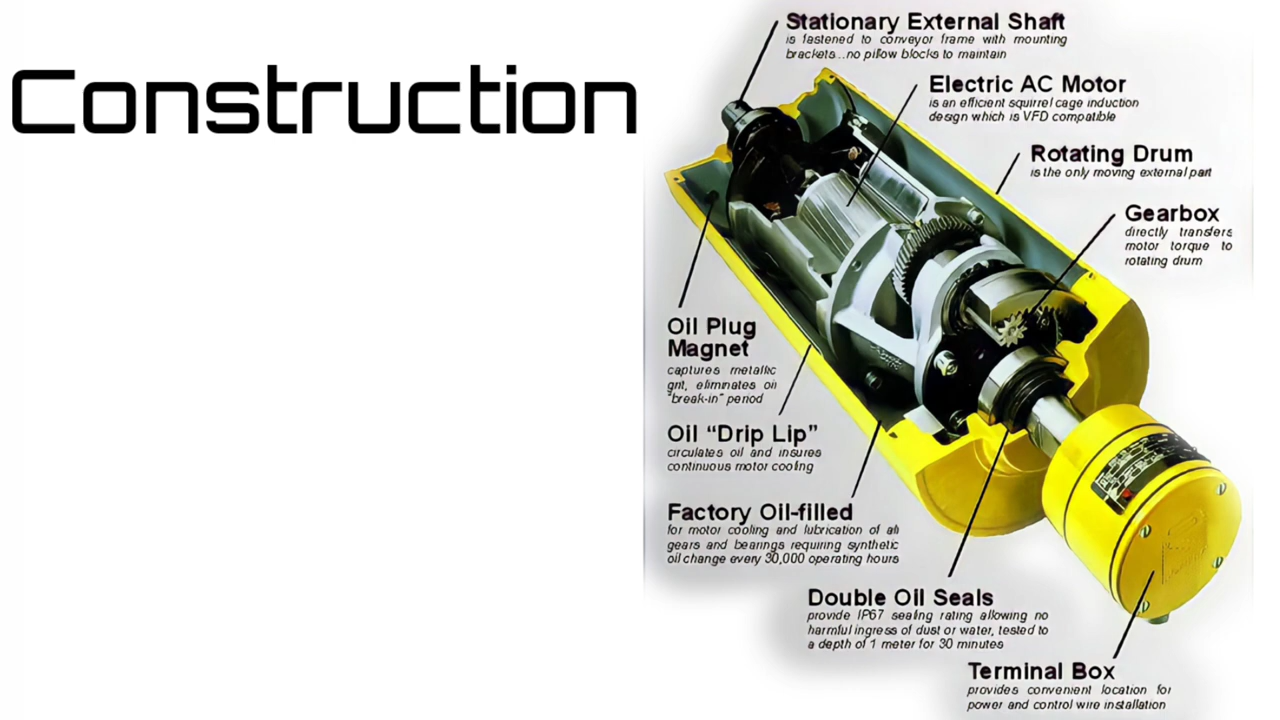 Construction
Stationary External Shaft
is fastened to conveyor frame with mounting
brackets...no pillow blocks to maintain
Electric AC Motor
is an efficient squirrel cage induction
design which is VFD compatible
Rotating Drum
is the only moving external part
Gearbox
directly transfers
motor torque to
rotating drum
Oil Plug
Magnet
captures metallic
grit, eliminates oil
"break-in" period
Oil “Drip Lip”
circulates oil and insures
continuous motor cooling
Factory Oil-filled
for motor cooling and lubrication of all
gears and bearings requiring synthetic
oil change every 30,000 operating hours
Double Oil Seals
provide IP67 sealing rating allowing no
harmful ingress of dust or water, tested to
a depth of 1 meter for 30 minutes
Terminal Box
provides convenient location for
power and control wire installation